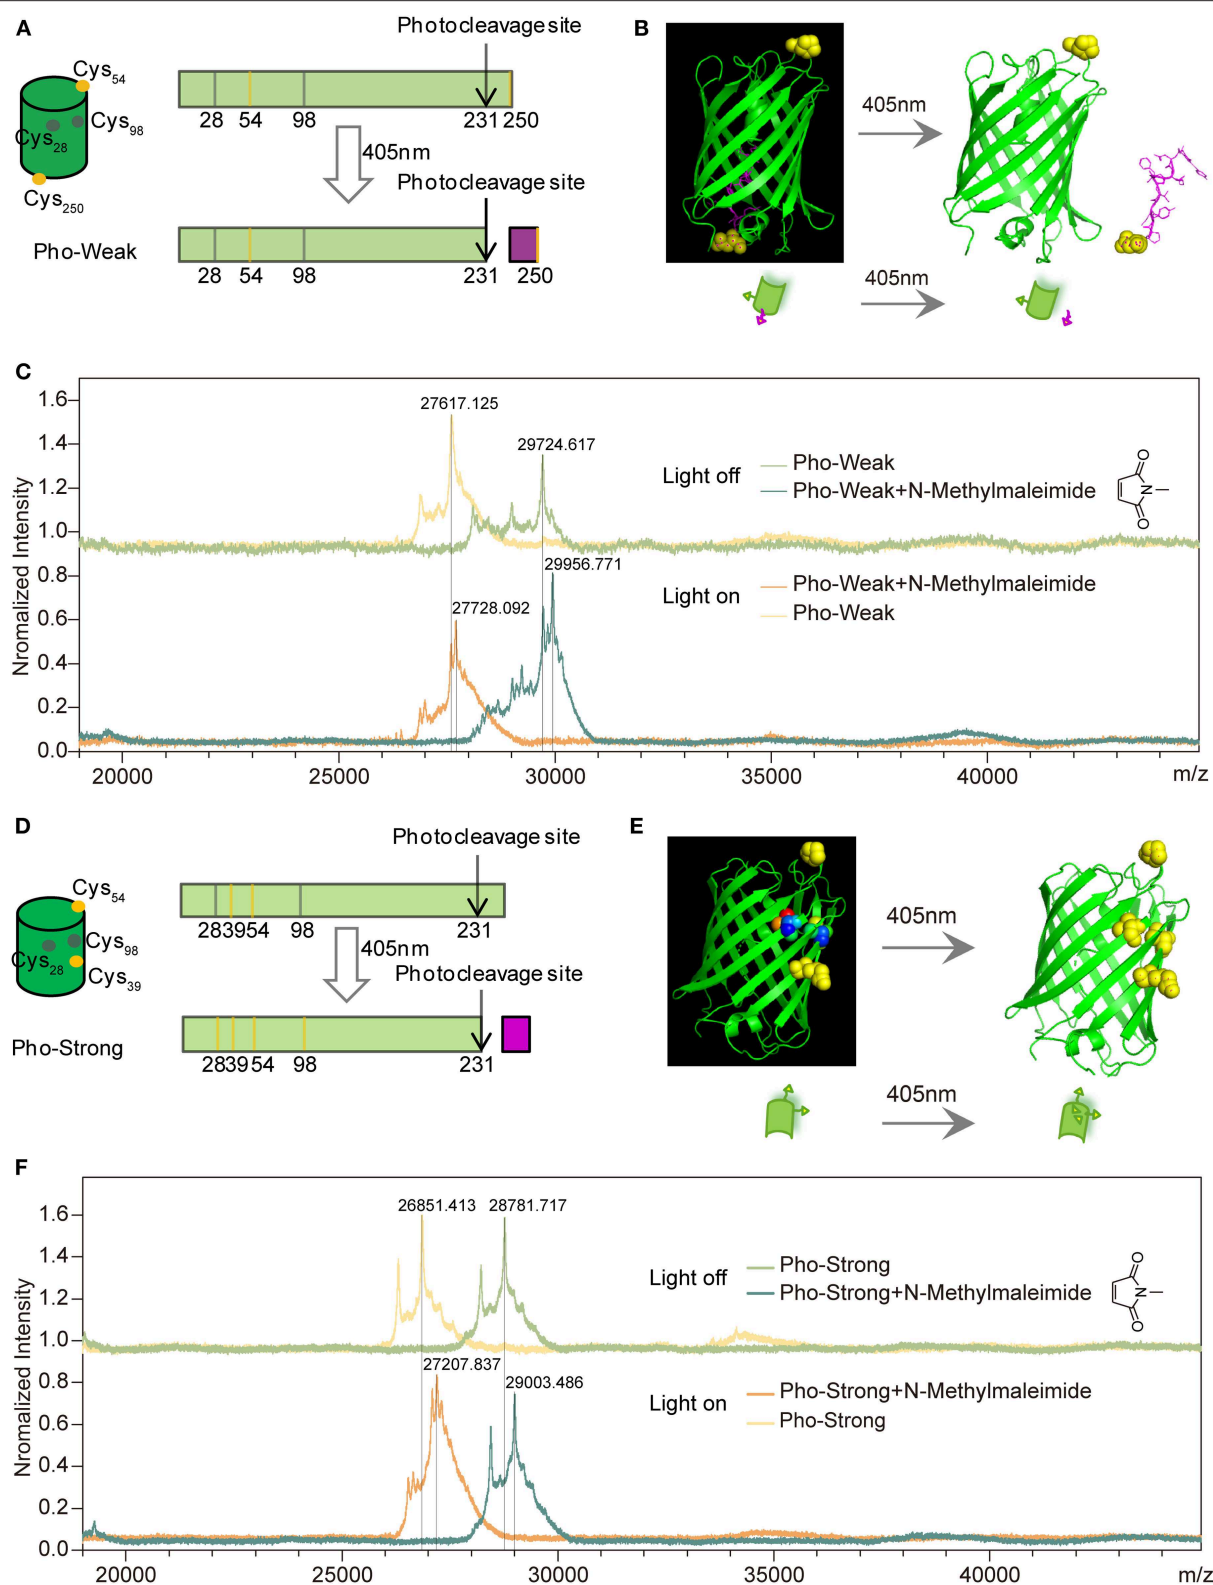 A
Photocleavage site
Cys54
Cys98
Cys28
Cys250
28 54 98 231 250
405nm
Photocleavage site
Pho-Weak
28 54 98 231 250
B
405nm
405nm
C
Nromalized Intensity
1.6
1.4
1.2
1.0
0.8
0.6
0.4
0.2
0.0
27617.125
29724.617
Light off
Pho-Weak
Pho-Weak+N-Methylmaleimide
O
N
O
29956.771
27728.092
Light on
Pho-Weak+N-Methylmaleimide
Pho-Weak
20000 25000 30000 35000 40000 m/z
D
Photocleavage site
Cys54
Cys98
Cys28
Cys39
283954 98 231
405nm
Photocleavage site
Pho-Strong
283954 98 231
E
405nm
405nm
F
Nromalized Intensity
1.6
1.4
1.2
1.0
0.8
0.6
0.4
0.2
0.0
26851.413 28781.717
Light off
Pho-Strong
Pho-Strong+N-Methylmaleimide
O
N
O
27207.837
29003.486
Light on
Pho-Strong+N-Methylmaleimide
Pho-Strong
20000 25000 30000 35000 40000 m/z